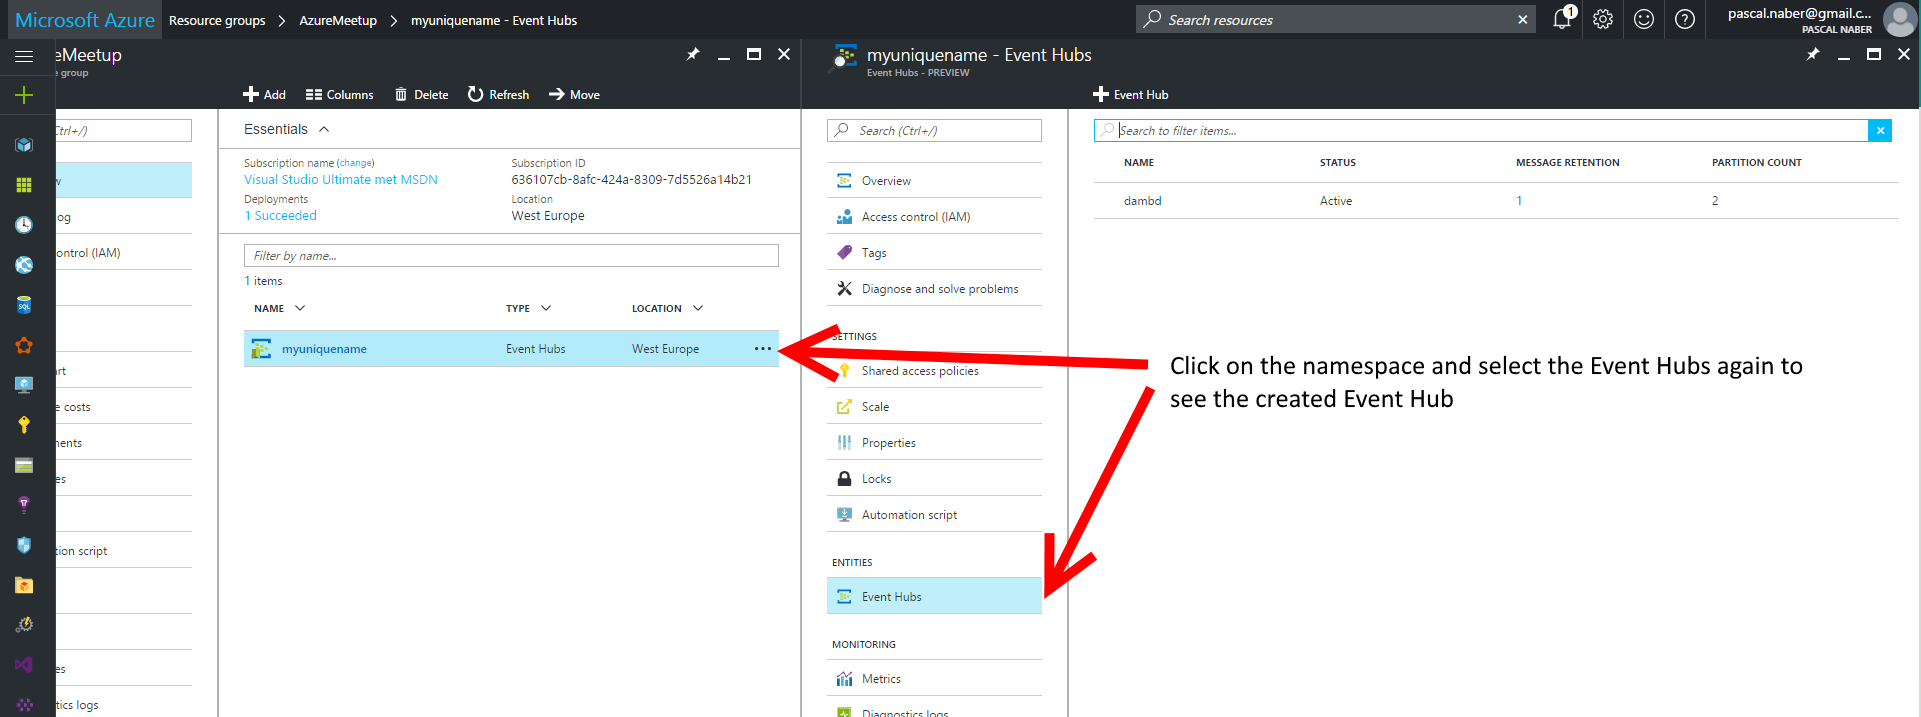 Microsoft Azure
Resource groups > AzureMeetup > myuniquename - Event Hubs
Search resources
1
pascal.naber@gmail.c...
PASCAL NABER
eMeetup
e group
Add
Columns
Delete
Refresh
Move
Ctrl+/)
w
og
ontrol (IAM)
rt
e costs
nents
es
tion script
es
tics logs
Essentials
Subscription name (change)
Visual Studio Ultimate met MSDN
Deployments
1 Succeeded
Subscription ID
636107cb-8afc-424a-8309-7d5526a14b21
Location
West Europe
Filter by name...
1 items
NAME TYPE LOCATION
myuniquename Event Hubs West Europe ...
myuniquename - Event Hubs
Event Hubs - PREVIEW
Search (Ctrl+/)
Overview
Access control (IAM)
Tags
Diagnose and solve problems
SETTINGS
Shared access policies
Scale
Properties
Locks
Automation script
ENTITIES
Event Hubs
MONITORING
Metrics
Diagnostics logs
Event Hub
Search to filter items...
NAME STATUS MESSAGE RETENTION PARTITION COUNT
dambd Active 1 2
Click on the namespace and select the Event Hubs again to
see the created Event Hub